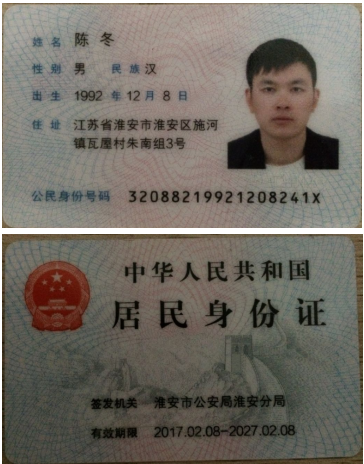 姓名 陈冬
性别 男 民族 汉
出生 1992 年 12 月 8 日
住址 江苏省淮安市淮安区施河
镇瓦屋村朱南组3号
公民身份号码 32088219921208241X
中华人民共和国
居民身份证
签发机关 淮安市公安局淮安分局
有效期限 2017.02.08-2027.02.08